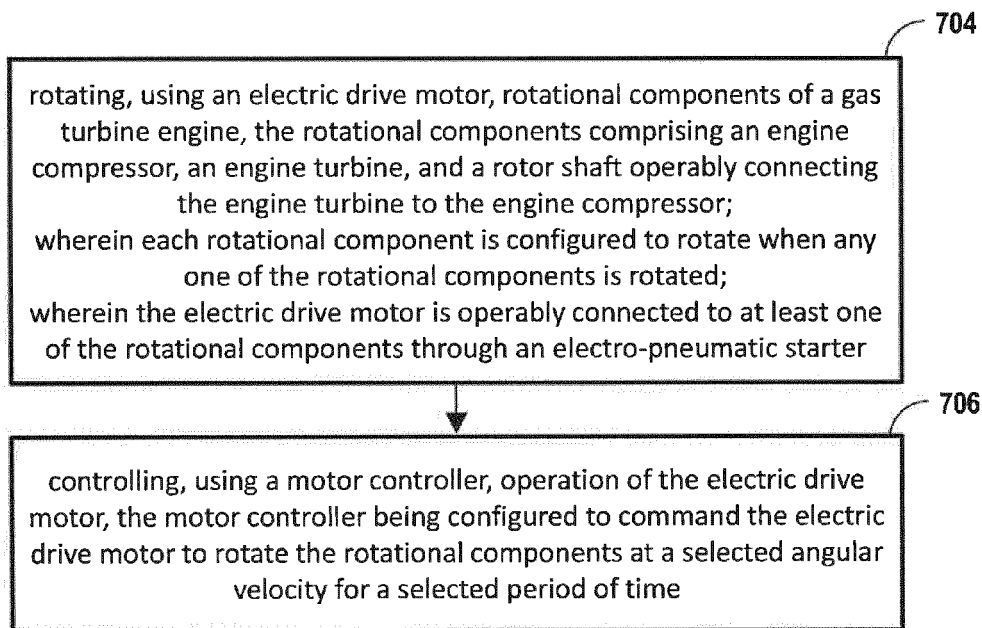 704
rotating, using an electric drive motor, rotational components of a gas
turbine engine, the rotational components comprising an engine
compressor, an engine turbine, and a rotor shaft operably connecting
the engine turbine to the engine compressor;
wherein each rotational component is configured to rotate when any
one of the rotational components is rotated;
wherein the electric drive motor is operably connected to at least one
of the rotational components through an electro-pneumatic starter
706
controlling, using a motor controller, operation of the electric drive
motor, the motor controller being configured to command the electric
drive motor to rotate the rotational components at a selected angular
velocity for a selected period of time